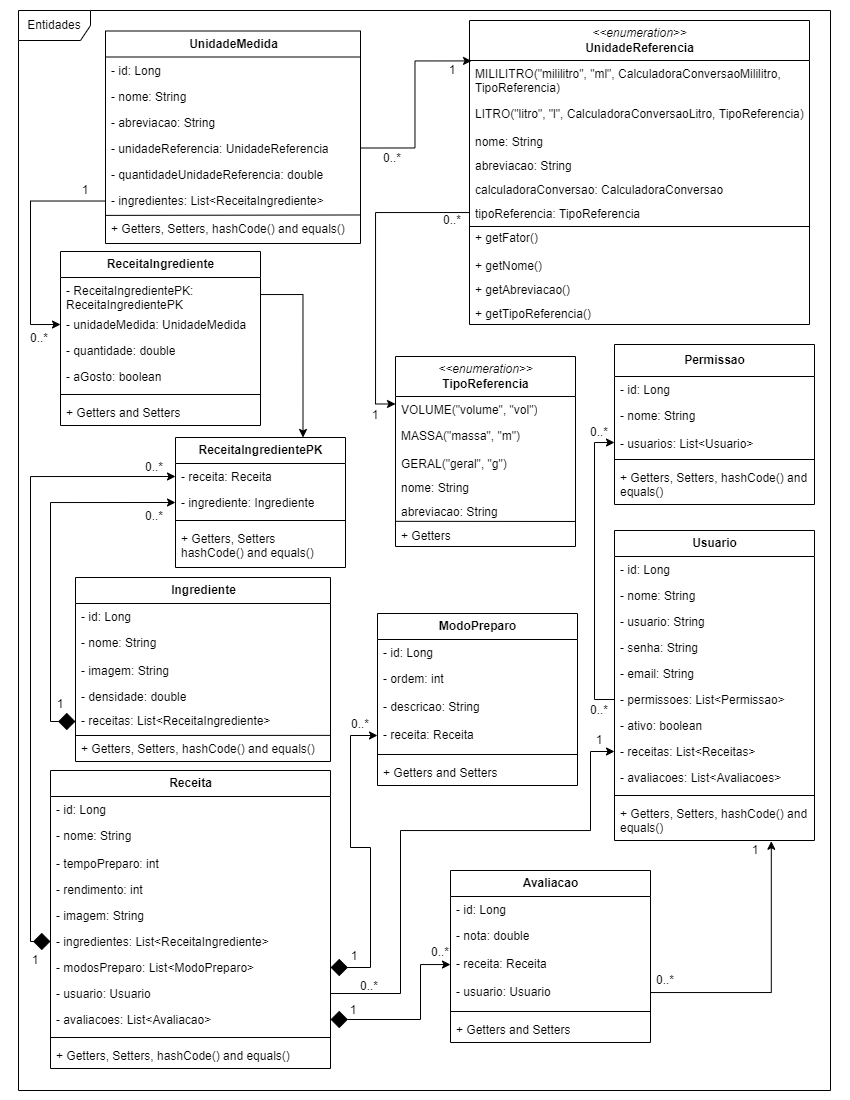 Entidades
UnidadeMedida
- id: Long
- nome: String
- abreviacao: String
- unidadeReferencia: UnidadeReferencia
- quantidadeUnidadeReferencia: double
- ingredientes: List<ReceitaIngrediente>
+ Getters, Setters, hashCode() and equals()
1
0..*
1
0..*
<<enumeration>>
UnidadeReferencia
MILILITRO("mililitro", "ml", CalculadoraConversaoMililitro,
TipoReferencia)
LITRO("litro", "l", CalculadoraConversaoLitro, TipoReferencia)
nome: String
abreviacao: String
calculadoraConversao: CalculadoraConversao
tipoReferencia: TipoReferencia
+ getFator()
+ getNome()
+ getAbreviacao()
+ getTipoReferencia()
0..*
1
ReceitaIngrediente
- ReceitaIngredientePK:
ReceitaIngredientePK
- unidadeMedida: UnidadeMedida
- quantidade: double
- aGosto: boolean
+ Getters and Setters
<<enumeration>>
TipoReferencia
VOLUME("volume", "vol")
MASSA("massa", "m")
GERAL("geral", "g")
nome: String
abreviacao: String
+ Getters
Permissao
- id: Long
- nome: String
- usuarios: List<Usuario>
+ Getters, Setters, hashCode() and
equals()
0..*
0..*
ReceitaIngredientePK
- receita: Receita
- ingrediente: Ingrediente
+ Getters, Setters
hashCode() and equals()
0..*
0..*
Usuario
- id: Long
- nome: String
- usuario: String
- senha: String
- email: String
- permissoes: List<Permissao>
- ativo: boolean
- receitas: List<Receitas>
- avaliacoes: List<Avaliacoes>
+ Getters, Setters, hashCode() and
equals()
1
1
Ingrediente
- id: Long
- nome: String
- imagem: String
- densidade: double
- receitas: List<ReceitaIngrediente>
+ Getters, Setters, hashCode() and equals()
1
ModoPreparo
- id: Long
- ordem: int
- descricao: String
- receita: Receita
+ Getters and Setters
0..*
Receita
- id: Long
- nome: String
- tempoPreparo: int
- rendimento: int
- imagem: String
- ingredientes: List<ReceitaIngrediente>
- modosPreparo: List<ModoPreparo>
- usuario: Usuario
- avaliacoes: List<Avaliacao>
+ Getters, Setters, hashCode() and equals()
1
1
0..*
1
Avaliacao
- id: Long
- nota: double
- receita: Receita
- usuario: Usuario
+ Getters and Setters
0..*
0..*